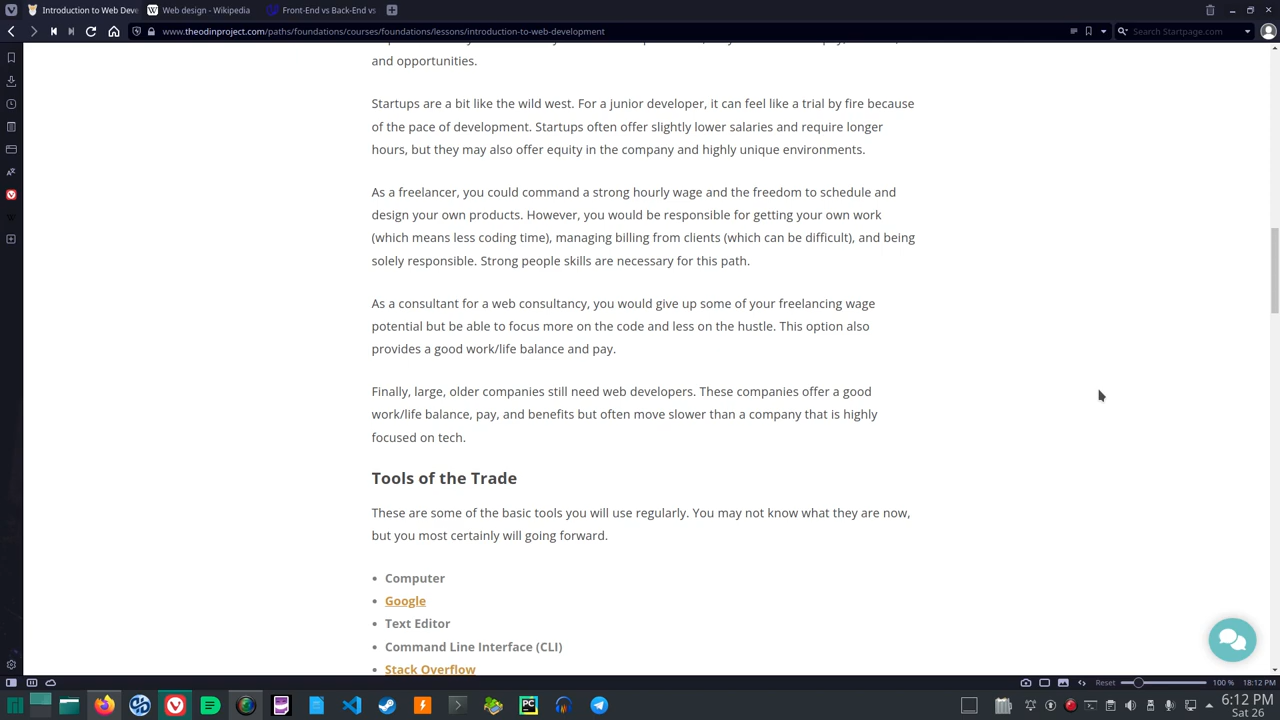 Introduction to Web Deve
Web design - Wikipedia
Front-End vs Back-End vs
www.theodinproject.com/paths/foundations/courses/foundations/lessons/introduction-to-web-development
Search Startpage.com
and opportunities.
Startups are a bit like the wild west. For a junior developer, it can feel like a trial by fire because
of the pace of development. Startups often offer slightly lower salaries and require longer
hours, but they may also offer equity in the company and highly unique environments.
As a freelancer, you could command a strong hourly wage and the freedom to schedule and
design your own products. However, you would be responsible for getting your own work
(which means less coding time), managing billing from clients (which can be difficult), and being
solely responsible. Strong people skills are necessary for this path.
As a consultant for a web consultancy, you would give up some of your freelancing wage
potential but be able to focus more on the code and less on the hustle. This option also
provides a good work/life balance and pay.
Finally, large, older companies still need web developers. These companies offer a good
work/life balance, pay, and benefits but often move slower than a company that is highly
focused on tech.
Tools of the Trade
These are some of the basic tools you will use regularly. You may not know what they are now,
but you most certainly will going forward.
• Computer
• Google
• Text Editor
• Command Line Interface (CLI)
• Stack Overflow
Reset
100 %
18:12 PM
6:12 PM
Sat 26